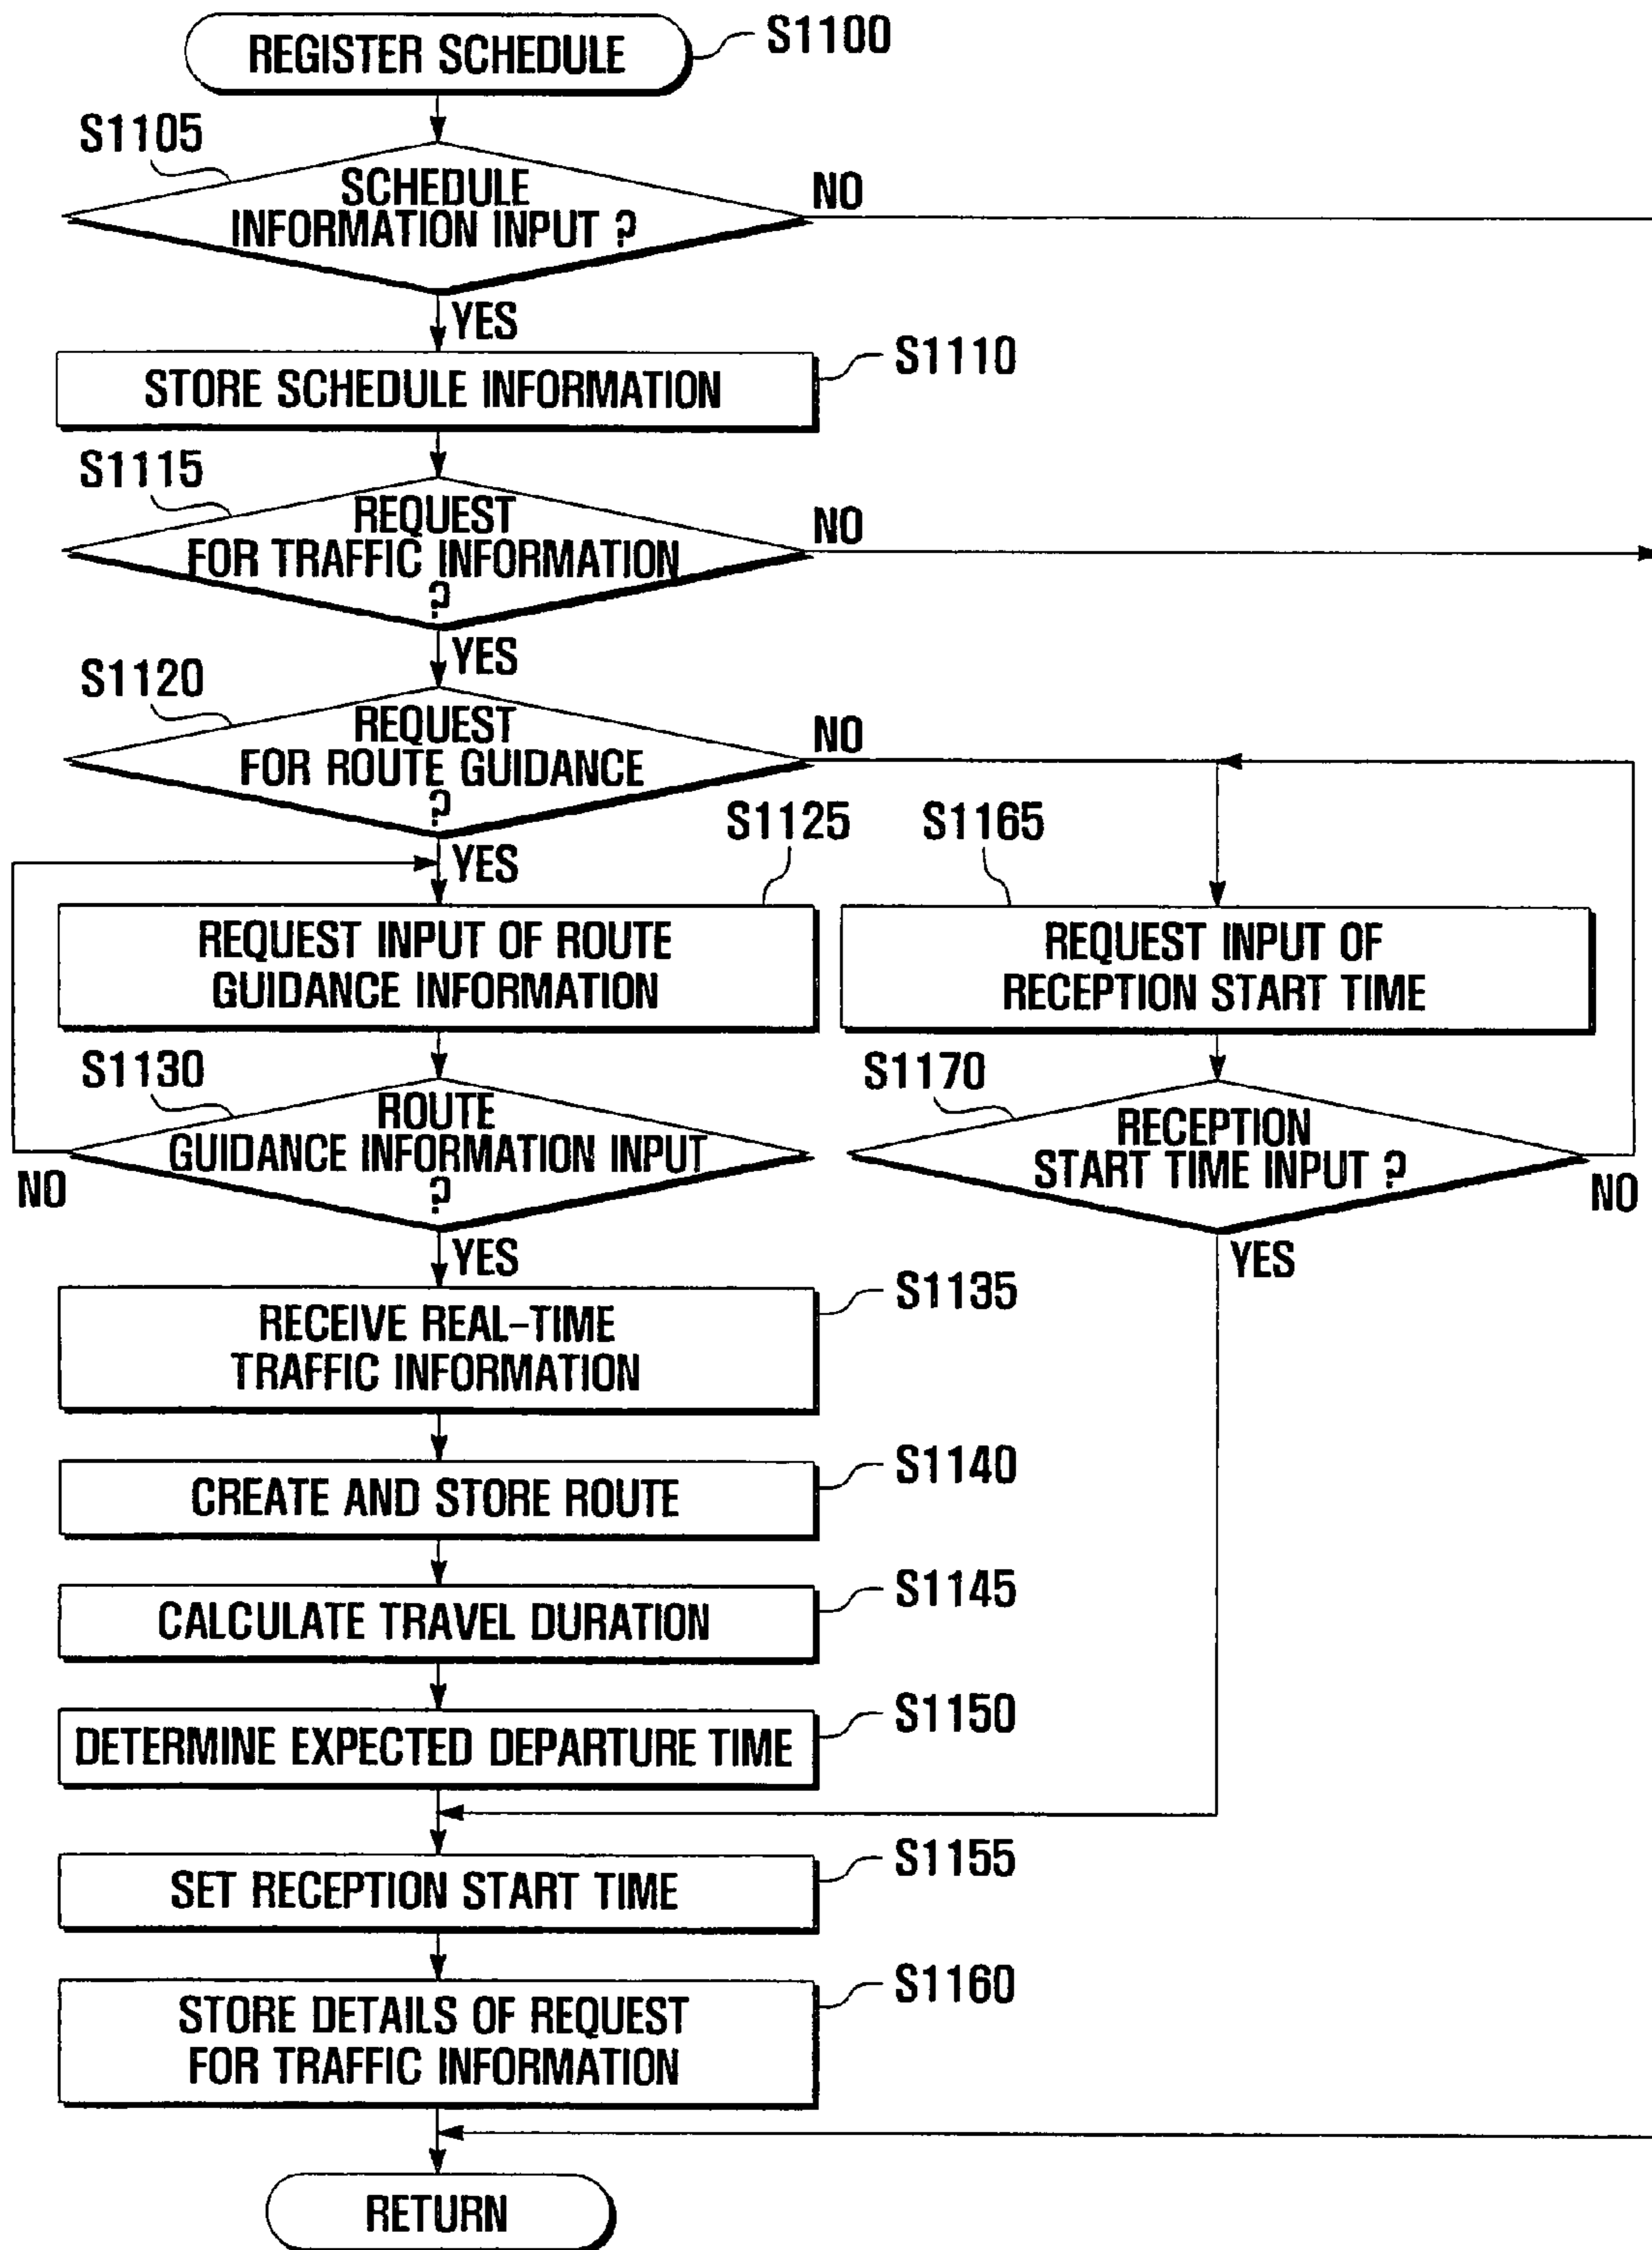 REGISTER SCHEDULE
S1100
S1105
SCHEDULE
INFORMATION INPUT ?
NO
YES
STORE SCHEDULE INFORMATION
S1110
S1115
REQUEST
FOR TRAFFIC INFORMATION
?
NO
YES
S1120
REQUEST
FOR ROUTE GUIDANCE
?
NO
YES
S1125
S1165
REQUEST INPUT OF ROUTE
GUIDANCE INFORMATION
REQUEST INPUT OF
RECEPTION START TIME
S1130
ROUTE
GUIDANCE INFORMATION INPUT
?
NO
YES
S1170
RECEPTION
START TIME INPUT ?
NO
YES
RECEIVE REAL-TIME
TRAFFIC INFORMATION
S1135
CREATE AND STORE ROUTE
S1140
CALCULATE TRAVEL DURATION
S1145
DETERMINE EXPECTED DEPARTURE TIME
S1150
SET RECEPTION START TIME
S1155
STORE DETAILS OF REQUEST
FOR TRAFFIC INFORMATION
S1160
RETURN